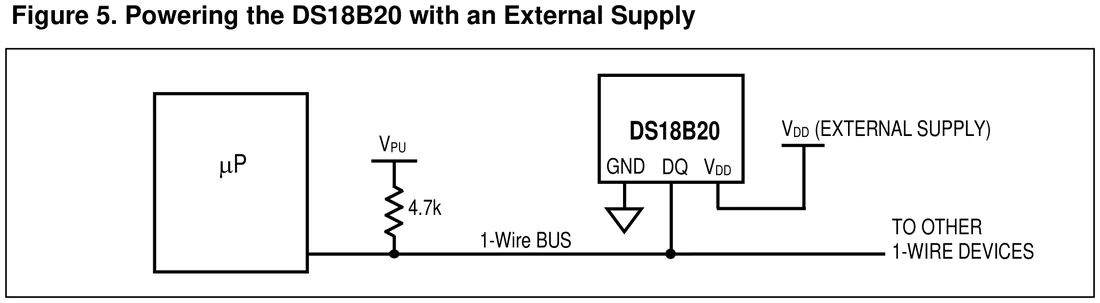 Figure 5. Powering the DS18B20 with an External Supply
μP
VPU
4.7k
1-Wire BUS
DS18B20
GND DQ VDD
VDD (EXTERNAL SUPPLY)
TO OTHER
1-WIRE DEVICES